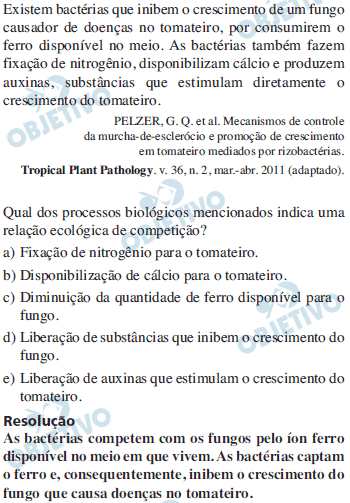 Existem bactérias que inibem o crescimento de um fungo
causador de doenças no tomateiro, por consumirem o
ferro disponível no meio. As bactérias também fazem
fixação de nitrogênio, disponibilizam cálcio e produzem
auxinas, substâncias que estimulam diretamente o
crescimento do tomateiro.
PELZER, G. Q. et al. Mecanismos de controle
da murcha-de-esclerócio e promoção de crescimento
em tomateiro mediados por rizobactérias.
Tropical Plant Pathology. v. 36, n. 2, mar.-abr. 2011 (adaptado).
Qual dos processos biológicos mencionados indica uma
relação ecológica de competição?
a) Fixação de nitrogênio para o tomateiro.
b) Disponibilização de cálcio para o tomateiro.
c) Diminuição da quantidade de ferro disponível para o
fungo.
d) Liberação de substâncias que inibem o crescimento do
fungo.
e) Liberação de auxinas que estimulam o crescimento do
tomateiro.
Resolução
As bactérias competem com os fungos pelo íon ferro
disponível no meio em que vivem. As bactérias captam
o ferro e, consequentemente, inibem o crescimento do
fungo que causa doenças no tomateiro.
OBJETIVO
OBJETIVO
OBJETIVO
OBJETIVO